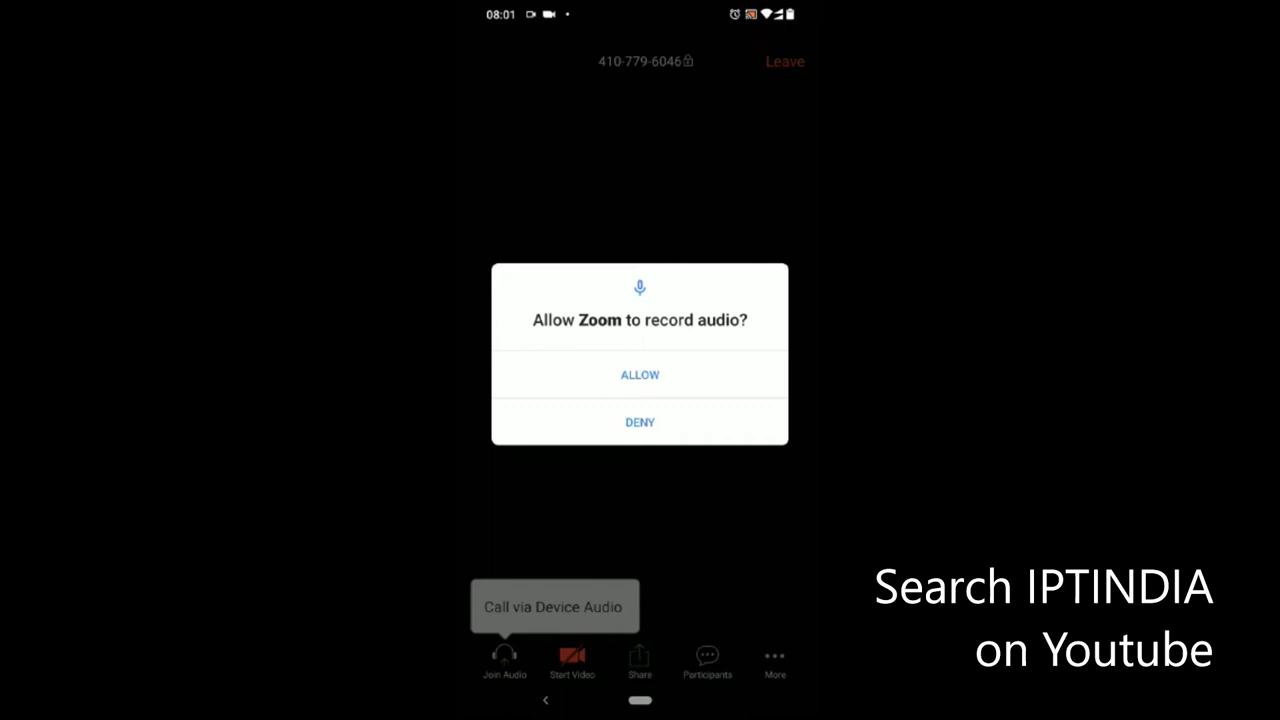 08:01
410-779-6046
Leave
Allow Zoom to record audio?
ALLOW
DENY
Call via Device Audio
Join Audio
Start Video
Share
Participants
More
Search IPTINDIA
on Youtube